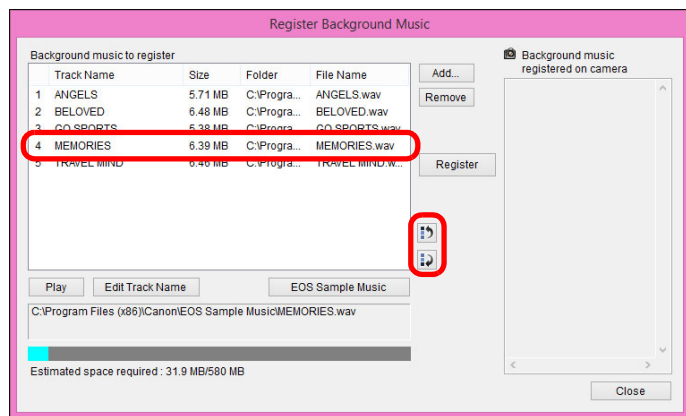 Register Background Music
Background music to register
Background music
registered on camera
Track Name Size Folder File Name
Add...
1 ANGELS 5.71 MB C:\Progra... ANGELS.wav
2 BELOVED 6.48 MB C:\Progra... BELOVED.wav
Remove
3 GO SPORTS 5.38 MB C:\Progra... GO SPORTS.wav
4 MEMORIES 6.39 MB C:\Progra... MEMORIES.wav
5 TRAVEL MIND 6.46 MB C:\Progra... TRAVEL MIND.w...
Register
Play Edit Track Name EOS Sample Music
C:\Program Files (x86)\Canon\EOS Sample Music\MEMORIES.wav
Estimated space required : 31.9 MB/580 MB
Close